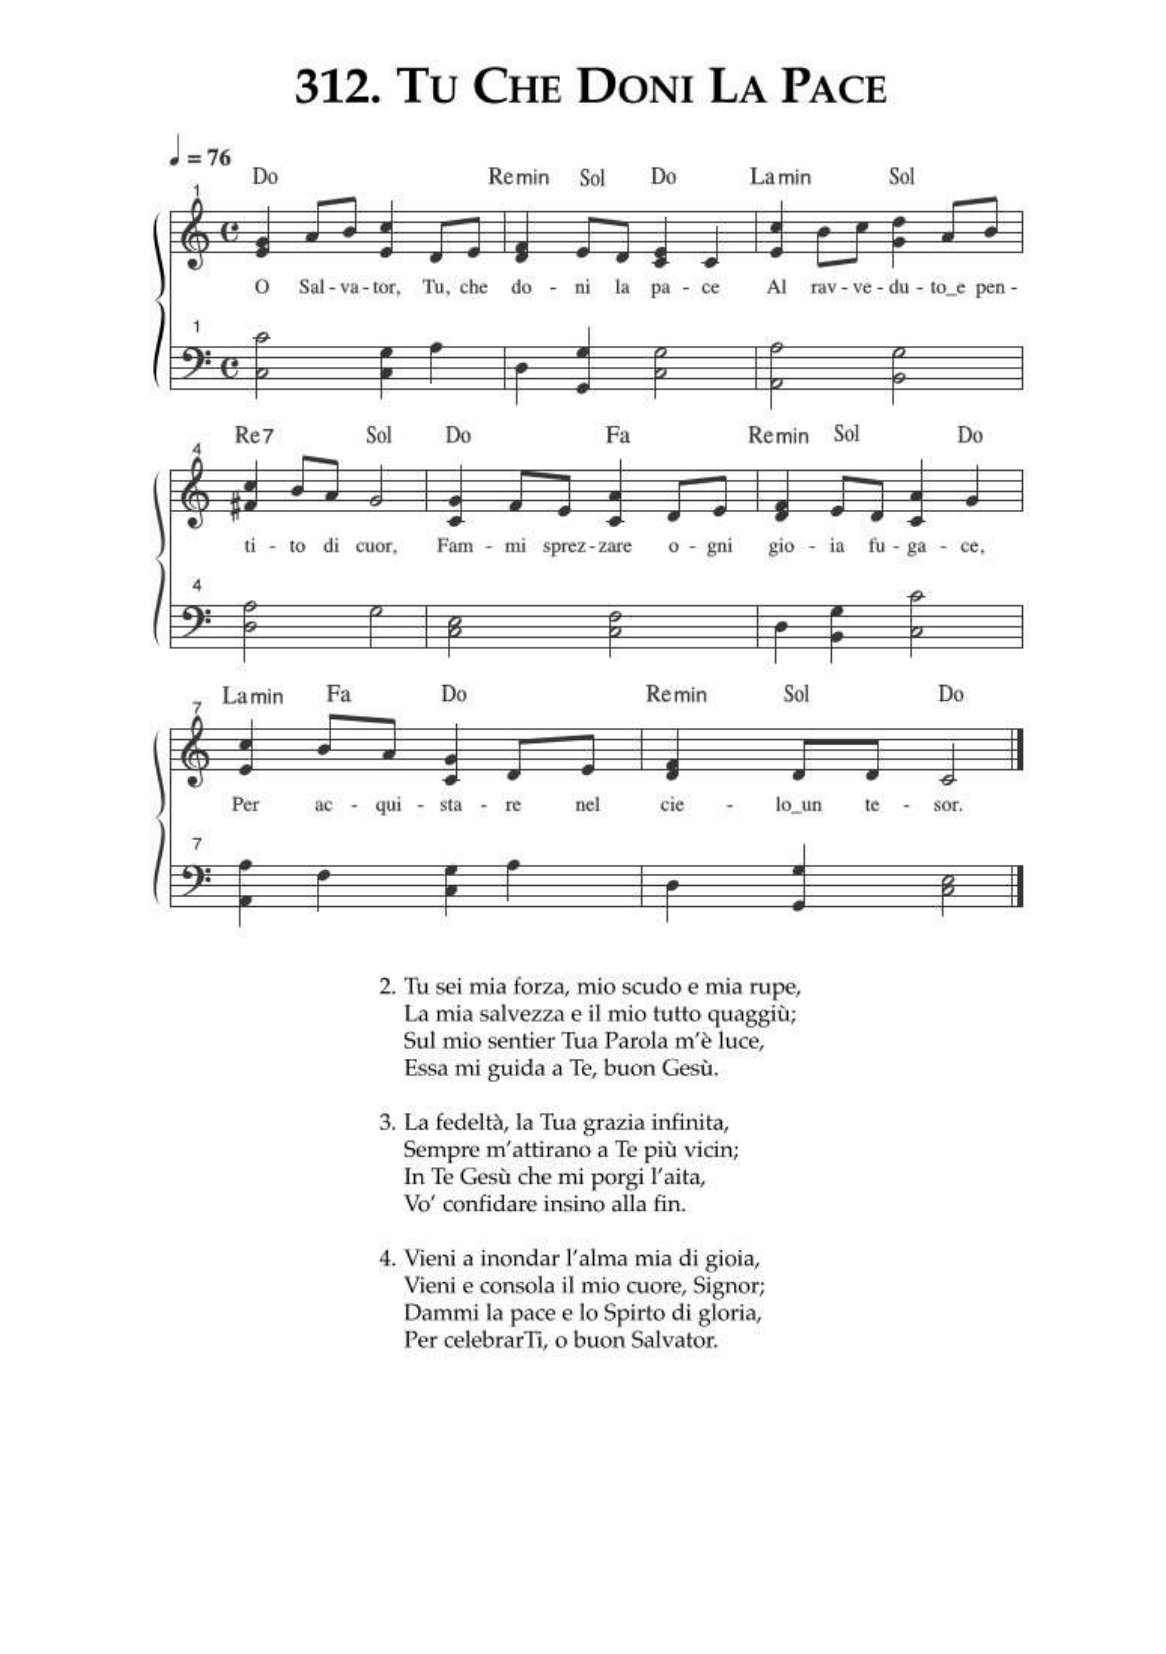 312. Tu Che Doni La Pace
♩ = 76
Do Remin Sol Do Lamin Sol
1
O Sal - va - tor, Tu, che do - ni la pa - ce Al rav - ve - du - to_e pen -
1
Re7 Sol Do Fa Remin Sol Do
4
ti - to di cuor, Fam - mi sprez - zare o - gni gio - ia fu - ga - ce,
4
Lamin Fa Do Remin Sol Do
7
Per ac - qui - sta - re nel cie - lo_un te - sor.
7
2. Tu sei mia forza, mio scudo e mia rupe,
La mia salvezza e il mio tutto quaggiù;
Sul mio sentier Tua Parola m'è luce,
Essa mi guida a Te, buon Gesù.
3. La fedeltà, la Tua grazia infinita,
Sempre m'attirano a Te più vicin;
In Te Gesù che mi porgi l'aita,
Vo' confidare insino alla fin.
4. Vieni a inondar l'alma mia di gioia,
Vieni e consola il mio cuore, Signor;
Dammi la pace e lo Spirto di gloria,
Per celebrarTi, o buon Salvator.